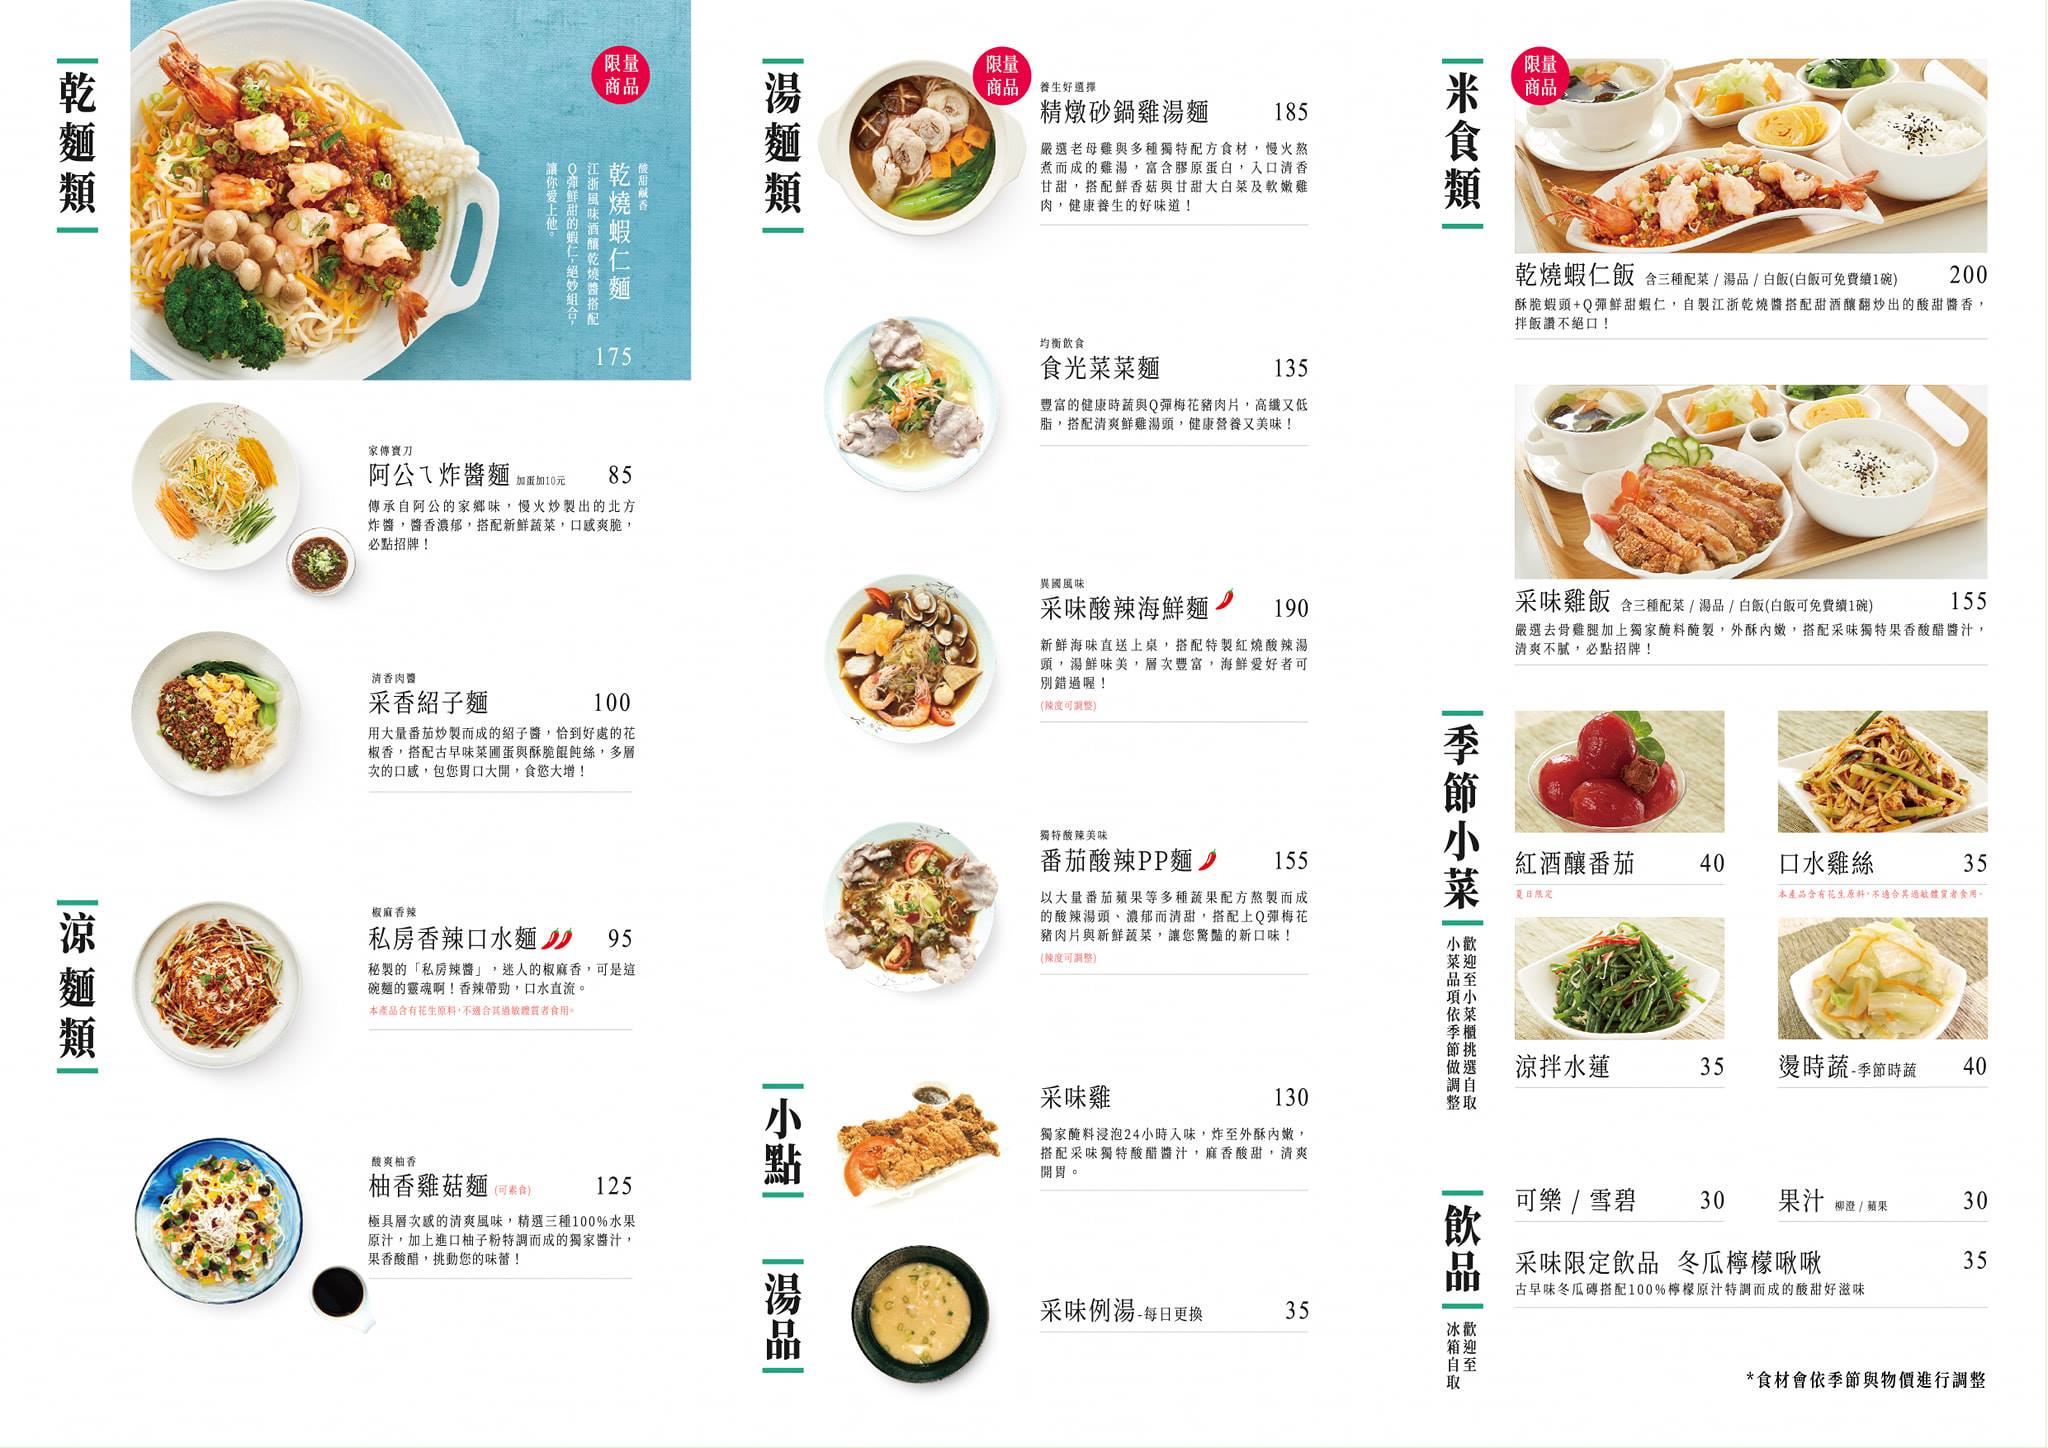 乾麵類
限量
商品
酸甜鹹香
乾燒蝦仁麵
江浙風味酒釀乾燒醬搭配
Q彈鮮甜的蝦仁，絕妙組合，
讓你愛上他。
175
家傳寶刀
阿公ㄟ炸醬麵 加蛋加10元 85
傳承自阿公的家鄉味，慢火炒製出的北方
炸醬，醬香濃郁，搭配新鮮蔬菜，口感爽脆，
必點招牌！
清香肉醬
采香紹子麵 100
用大量番茄炒製而成的紹子醬，恰到好處的花
椒香，搭配古早味菜圃蛋與酥脆餛飩絲，多層
次的口感，包您胃口大開，食慾大增！
涼麵類
椒麻香辣
私房香辣口水麵 95
秘製的「私房辣醬」，迷人的椒麻香，可是這
碗麵的靈魂啊！香辣帶勁，口水直流。
本產品含有花生原料，不適合其過敏體質者食用。
酸爽柚香
柚香雞菇麵 (可素食) 125
極具層次感的清爽風味，精選三種100%水果
原汁，加上進口柚子粉特調而成的獨家醬汁，
果香酸醋，挑動您的味蕾！
湯麵類
限量
商品
養生好選擇
精燉砂鍋雞湯麵 185
嚴選老母雞與多種獨特配方食材，慢火熬
煮而成的雞湯，富含膠原蛋白，入口清香
甘甜，搭配鮮香菇與甘甜大白菜及軟嫩雞
肉，健康養生的好味道！
均衡飲食
食光菜菜麵 135
豐富的健康時蔬與Q彈梅花豬肉片，高纖又低
脂，搭配清爽鮮雞湯頭，健康營養又美味！
異國風味
采味酸辣海鮮麵 190
新鮮海味直送上桌，搭配特製紅燒酸辣湯
頭，湯鮮味美，層次豐富，海鮮愛好者可
別錯過喔！
(辣度可調整)
獨特酸辣美味
番茄酸辣PP麵 155
以大量番茄蘋果等多種蔬果配方熬製而成
的酸辣湯頭、濃郁而清甜，搭配上Q彈梅花
豬肉片與新鮮蔬菜，讓您驚豔的新口味！
(辣度可調整)
小點
采味雞 130
獨家醃料浸泡24小時入味，炸至外酥內嫩，
搭配采味獨特酸醋醬汁，麻香酸甜，清爽
開胃。
湯品
采味例湯-每日更換 35
米食類
限量
商品
乾燒蝦仁飯 含三種配菜 / 湯品 / 白飯(白飯可免費續1碗) 200
酥脆蝦頭+Q彈鮮甜蝦仁，自製江浙乾燒醬搭配甜酒釀翻炒出的酸甜醬香，
拌飯讚不絕口！
采味雞飯 含三種配菜 / 湯品 / 白飯(白飯可免費續1碗) 155
嚴選去骨雞腿加上獨家醃料醃製，外酥內嫩，搭配采味獨特果香酸醋醬汁，
清爽不膩，必點招牌！
季節小菜
歡迎至小菜櫃挑選自取
小菜品項依季節做調整
紅酒釀番茄 40
夏日限定
口水雞絲 35
本產品含有花生原料，不適合其過敏體質者食用。
涼拌水蓮 35
燙時蔬-季節時蔬 40
飲品
歡迎至
冰箱自取
可樂 / 雪碧 30
果汁 柳澄 / 蘋果 30
采味限定飲品 冬瓜檸檬啾啾 35
古早味冬瓜磚搭配100%檸檬原汁特調而成的酸甜好滋味
*食材會依季節與物價進行調整